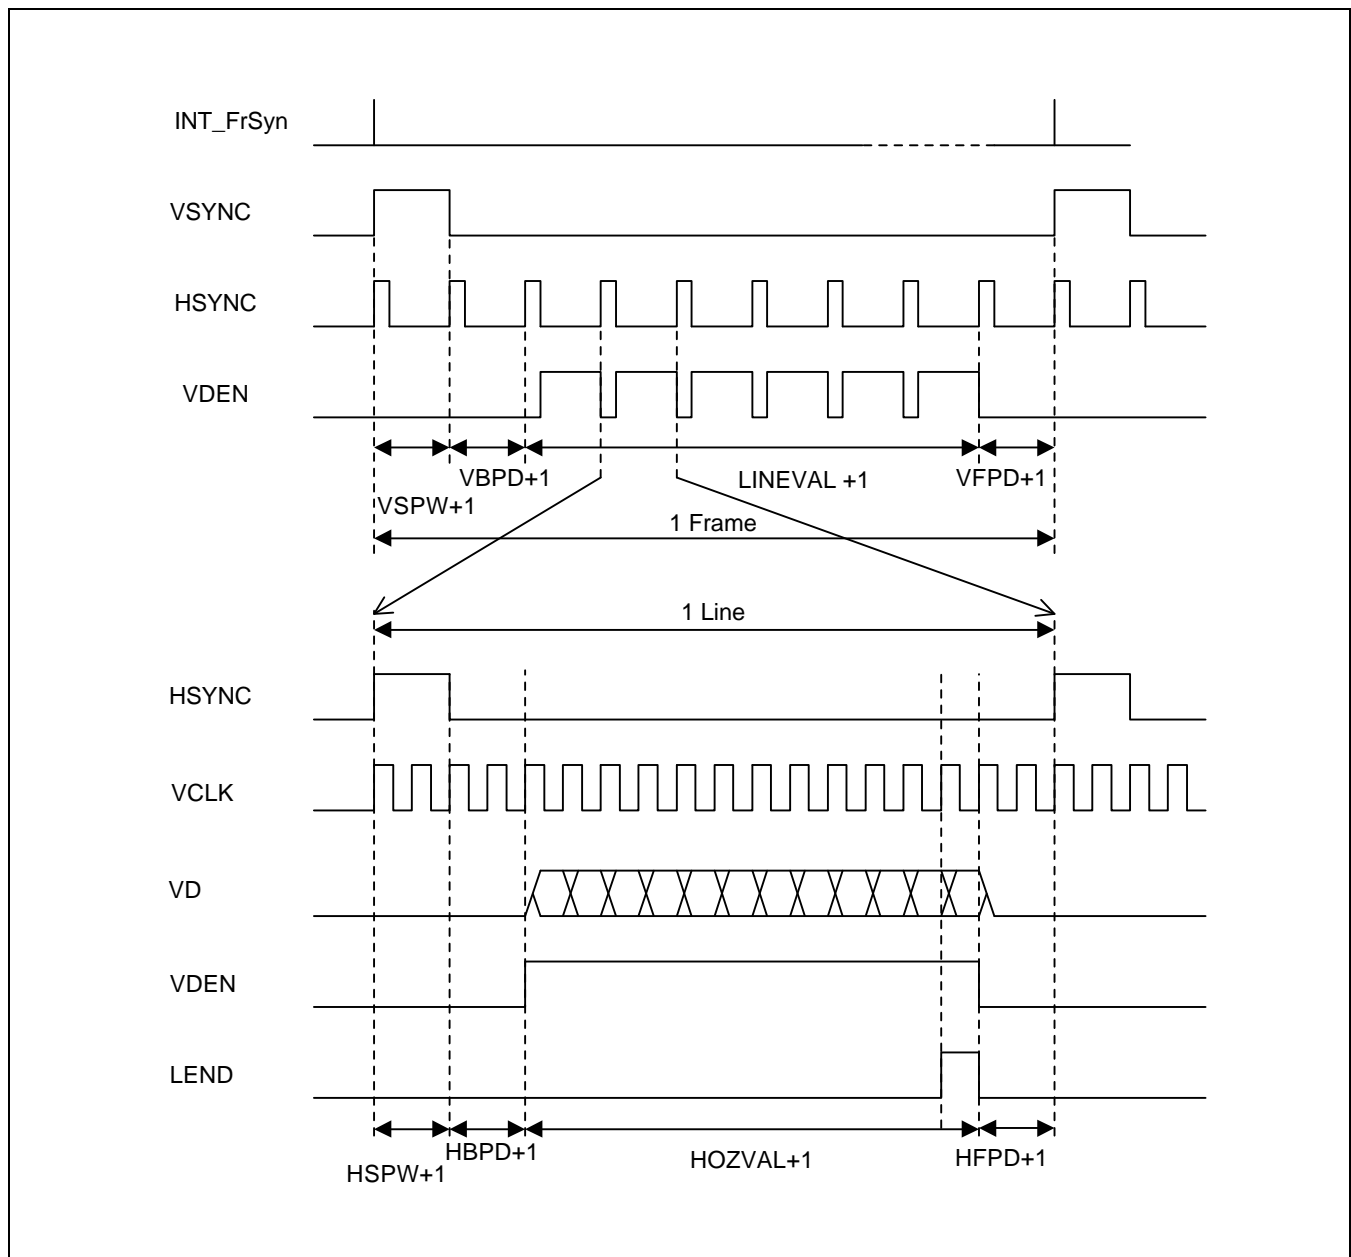 INT_FrSyn
VSYNC
HSYNC
VDEN
VBPD+1
LINEVAL +1
VFPD+1
VSPW+1
1 Frame
1 Line
HSYNC
VCLK
VD
VDEN
LEND
HBPD+1
HOZVAL+1
HFPD+1
HSPW+1